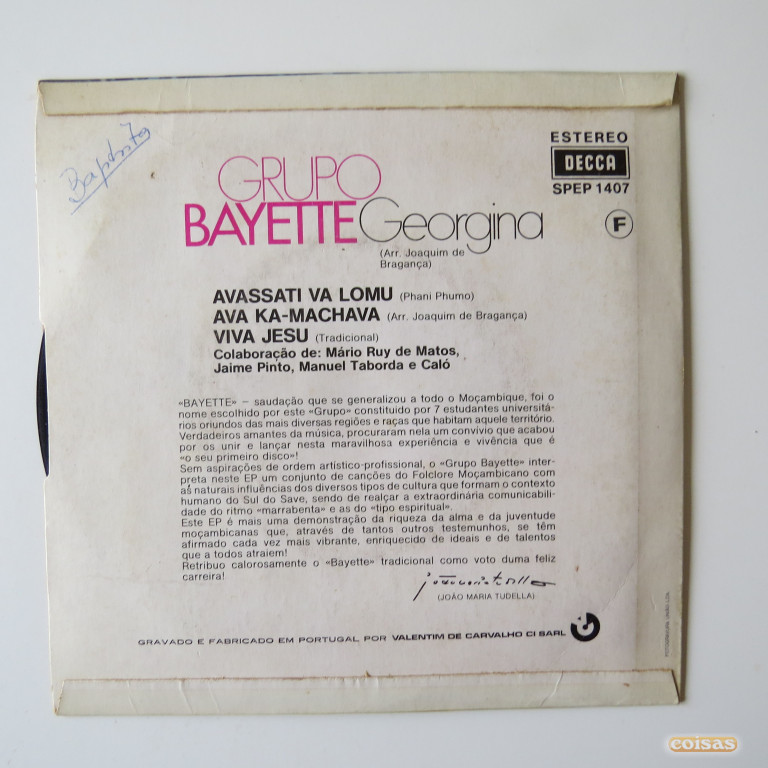 Baptista
ESTEREO
DECCA
SPEP 1407
F
GRUPO
BAYETTE Georgina
(Arr. Joaquim de
Bragança)
AVASSATI VA LOMU (Phani Phumo)
AVA KA-MACHAVA (Arr. Joaquim de Bragança)
VIVA JESU (Tradicional)
Colaboração de: Mário Ruy de Matos,
Jaime Pinto, Manuel Taborda e Caló
«BAYETTE» — saudação que se generalizou a todo o Moçambique, foi o
nome escolhido por este «Grupo» constituido por 7 estudantes universitá-
rios oriundos das mais diversas regiões e raças que habitam aquele território.
Verdadeiros amantes da música, procuraram nela um convivio que acabou
por os unir e lançar nesta maravilhosa experiência e vivência que é
«o seu primeiro disco»!
Sem aspirações de ordem artístico-profissional, o «Grupo Bayette» inter-
preta neste EP um conjunto de canções do Folclore Moçambicano com
as naturais influências dos diversos tipos de cultura que formam o contexto
humano do Sul do Save, sendo de realçar a extraordinária comunicabili-
dade do ritmo «marrabenta» e as do «tipo espiritual».
Este EP é mais uma demonstração da riqueza da alma e da juventude
moçambicanas que, através de tantos outros testemunhos, se têm
afirmado cada vez mais vibrante, enriquecido de ideais e de talentos
que a todos atraiem!
Retribuo calorosamente o «Bayete» tradicional como voto duma feliz
carreira!
(JOÃO MARIA TUDELLA)
GRAVADO E FABRICADO EM PORTUGAL POR VALENTIM DE CARVALHO CI SARL
coisas